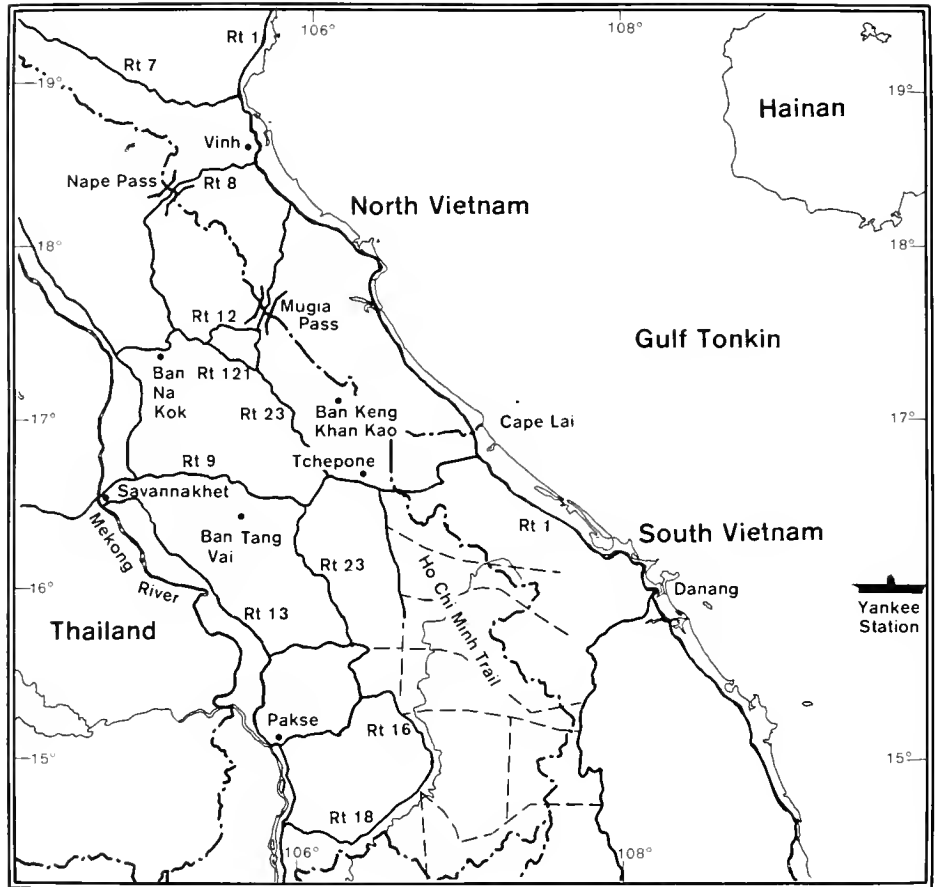 106°
108°
Rt 1
Rt 7
19°
19°
Hainan
Vinh
Nape Pass
Rt 8
North Vietnam
18°
18°
Mugia
Pass
Rt 12
Gulf Tonkin
Ban
Na
Kok
Rt 121
Rt 23
Ban Keng
Khan Kao
17°
17°
Cape Lai
Tchepone
Rt 9
Savannakhet
Mekong
River
Ban Tang
Vai
Rt 1
South Vietnam
Rt 23
Ho Chi Minh Trail
16°
16°
Danang
Yankee
Station
Rt 13
Thailand
Pakse
Rt 16
15°
15°
Rt 18
106°
108°